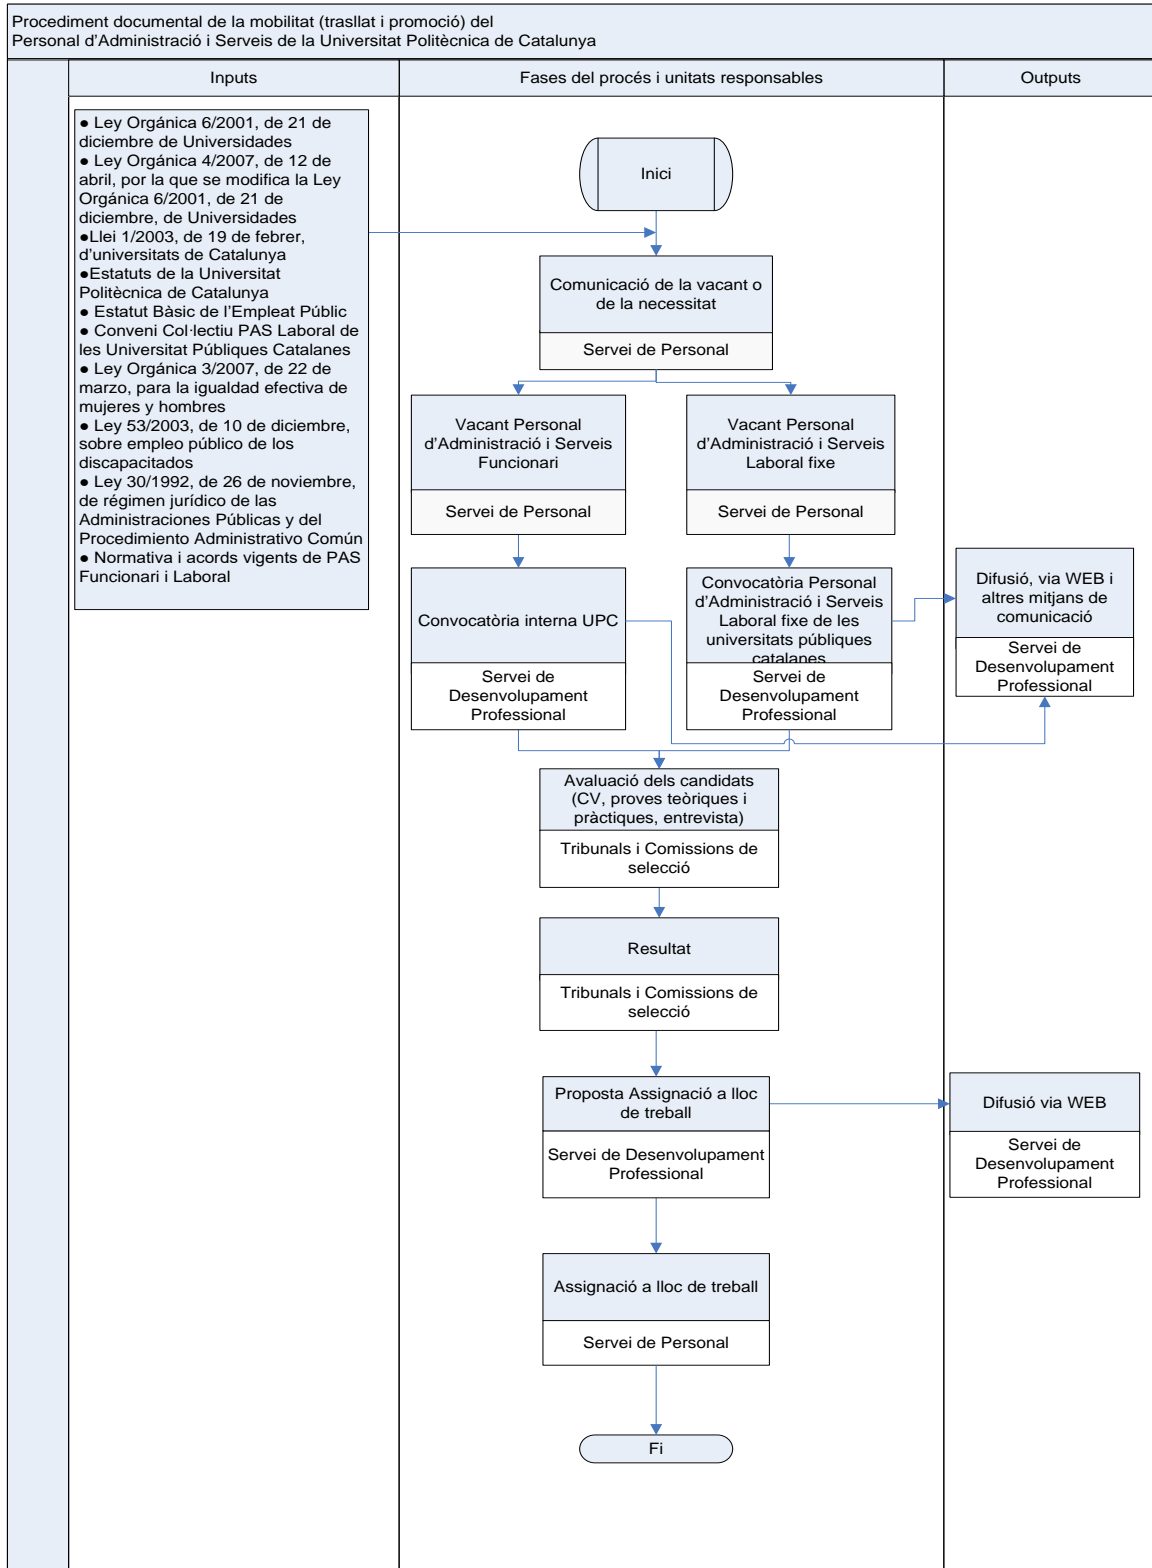 Procediment documental de la mobilitat (trasllat i promoció) del
Personal d'Administració i Serveis de la Universitat Politècnica de Catalunya
Inputs
Fases del procés i unitats responsables
Outputs
● Ley Orgánica 6/2001, de 21 de
diciembre de Universidades
● Ley Orgánica 4/2007, de 12 de
abril, por la que se modifica la Ley
Orgánica 6/2001, de 21 de
diciembre, de Universidades
●Llei 1/2003, de 19 de febrer,
d'universitats de Catalunya
●Estatuts de la Universitat
Politècnica de Catalunya
● Estatut Bàsic de l'Empleat Públic
● Conveni Col·lectiu PAS Laboral de
les Universitat Públiques Catalanes
● Ley Orgánica 3/2007, de 22 de
marzo, para la igualdad efectiva de
mujeres y hombres
● Ley 53/2003, de 10 de diciembre,
sobre empleo público de los
discapacitados
● Ley 30/1992, de 26 de noviembre,
de régimen jurídico de las
Administraciones Públicas y del
Procedimiento Administrativo Común
● Normativa i acords vigents de PAS
Funcionari i Laboral
Inici
Comunicació de la vacant o
de la necessitat
Servei de Personal
Vacant Personal
d'Administració i Serveis
Funcionari
Servei de Personal
Vacant Personal
d'Administració i Serveis
Laboral fixe
Servei de Personal
Convocatòria interna UPC
Servei de
Desenvolupament
Professional
Convocatòria Personal
d'Administració i Serveis
Laboral fixe de les
universitats públiques
catalanes
Servei de
Desenvolupament
Professional
Difusió, via WEB i
altres mitjans de
comunicació
Servei de
Desenvolupament
Professional
Avaluació dels candidats
(CV, proves teòriques i
pràctiques, entrevista)
Tribunals i Comissions de
selecció
Resultat
Tribunals i Comissions de
selecció
Proposta Assignació a lloc
de treball
Servei de Desenvolupament
Professional
Difusió via WEB
Servei de
Desenvolupament
Professional
Assignació a lloc de treball
Servei de Personal
Fi